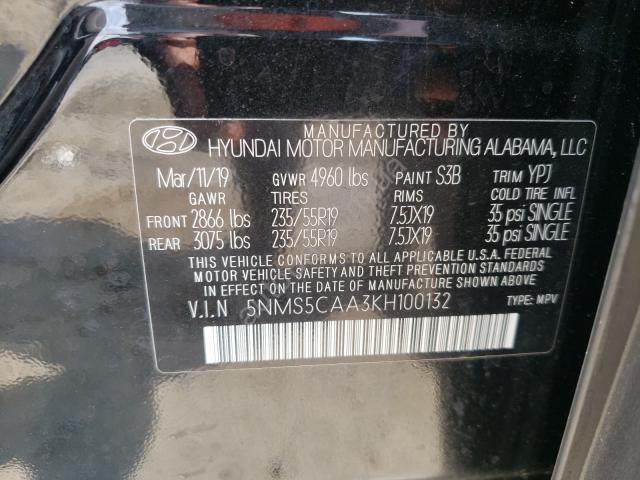 MANUFACTURED BY
HYUNDAI MOTOR MANUFACTURING ALABAMA, LLC
Mar/11/19 GVWR 4960 lbs PAINT S3B TRIM YPJ
GAWR TIRES RIMS COLD TIRE INFL
FRONT 2866 lbs 235/55R19 7.5JX19 35 psi SINGLE
REAR 3075 lbs 235/55R19 7.5JX19 35 psi SINGLE
THIS VEHICLE CONFORMS TO ALL APPLICABLE U.S.A. FEDERAL
MOTOR VEHICLE SAFETY AND THEFT PREVENTION STANDARDS
IN EFFECT ON THE DATE OF MANUFACTURE SHOWN ABOVE.
V.I.N 5NMS5CAA3KH100132 TYPE: MPV